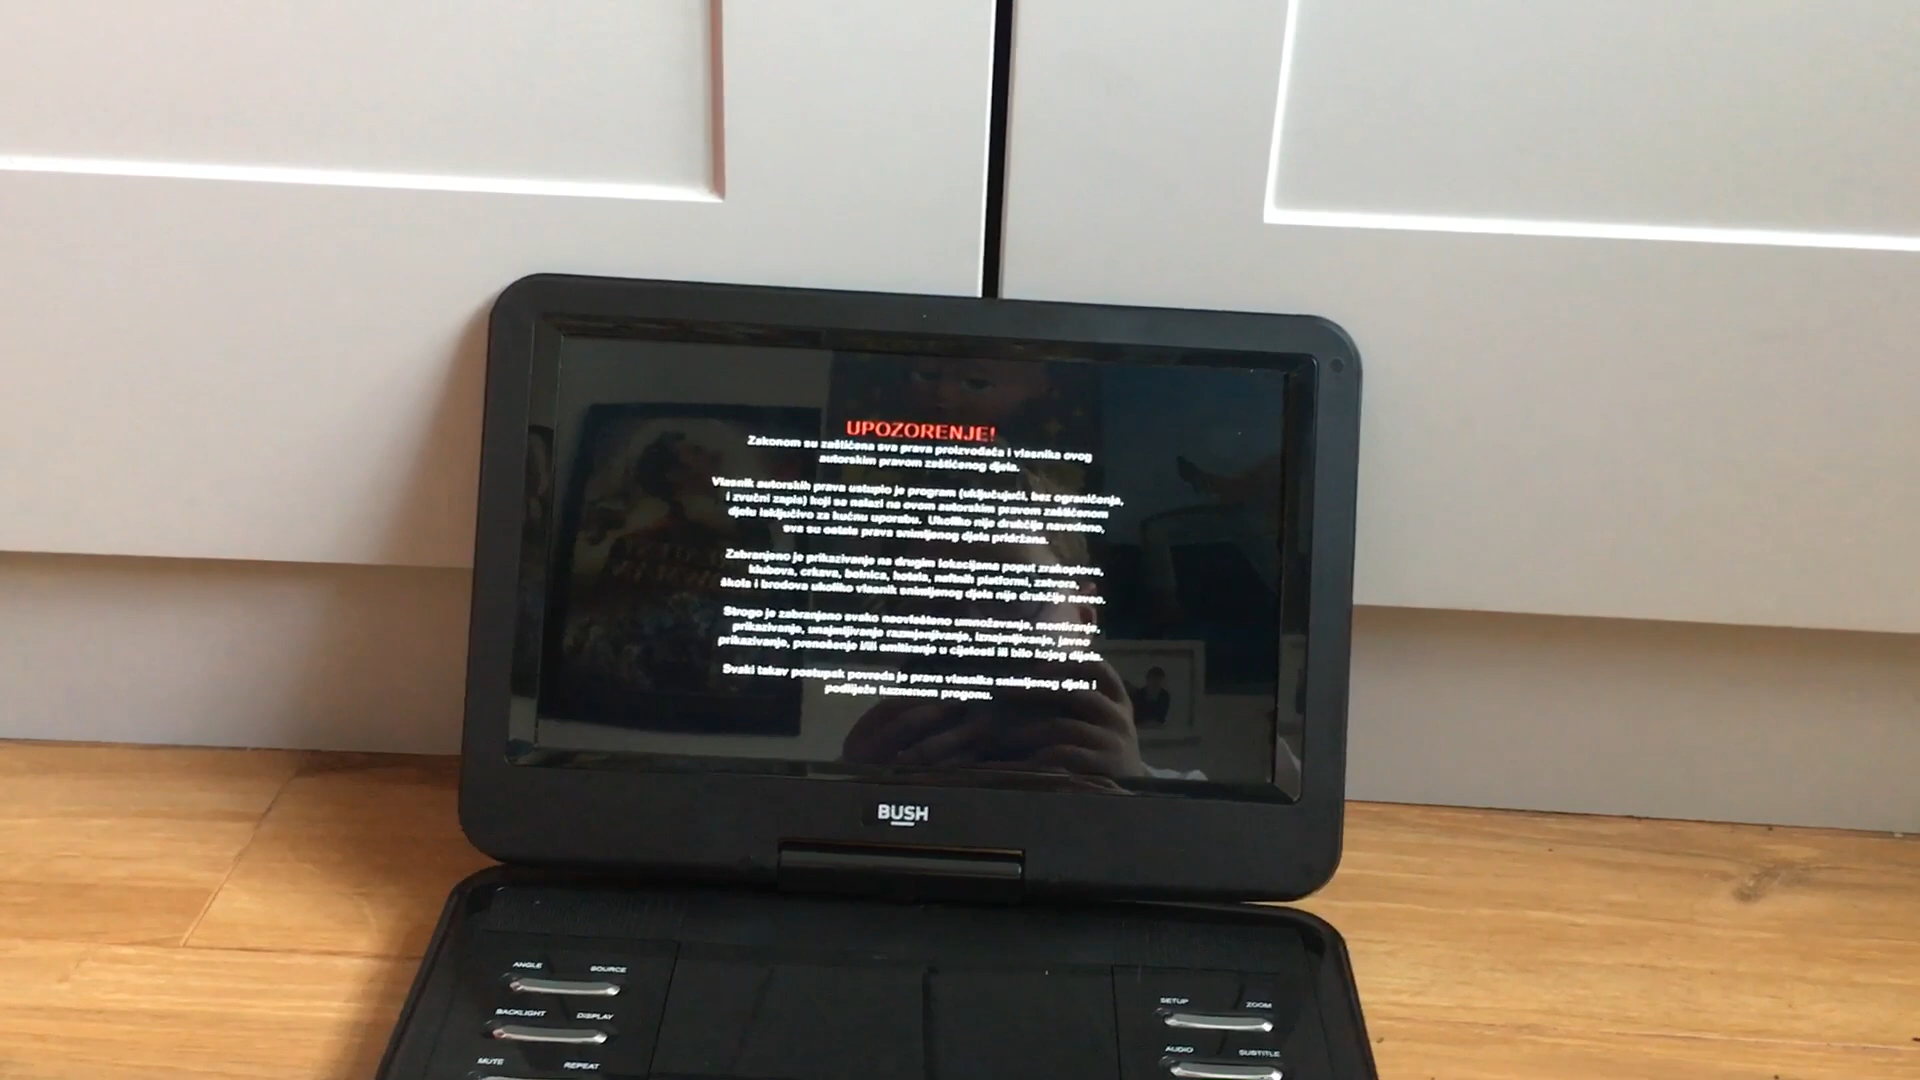 UPOZORENJE!
Zakonom su zaštićena sva prava proizvođača i vlasnika ovog
autorskim pravom zaštićenog djela.
Vlasnik autorskih prava ustupio je program (uključujući, bez ograničenja,
i zvučni zapis) koji se nalazi na ovom autorskim pravom zaštićenom
djelu isključivo za kućnu uporabu. Ukoliko nije drukčije navedeno,
sva su ostala prava snimljenog djela pridržana.
Zabranjeno je prikazivanje na drugim lokacijama poput zrakoplova,
klubova, crkava, bolnica, hotela, naftnih platformi, zatvora,
škola i brodova ukoliko vlasnik snimljenog djela nije drukčije naveo.
Strogo je zabranjeno svako neovlašteno umnožavanje, montiranje,
prikazivanje, unajmljivanje razmjenjivanje, iznajmljivanje, javno
prikazivanje, prenošenje i/ili emitiranje u cijelosti ili bilo kojeg dijela.
Svaki takav postupak povreda je prava vlasnika snimljenog djela i
podliježe kaznenom progonu.
BUSH
ANGLE SOURCE
SETUP ZOOM
BACKLIGHT DISPLAY
AUDIO SUBTITLE
MUTE REPEAT